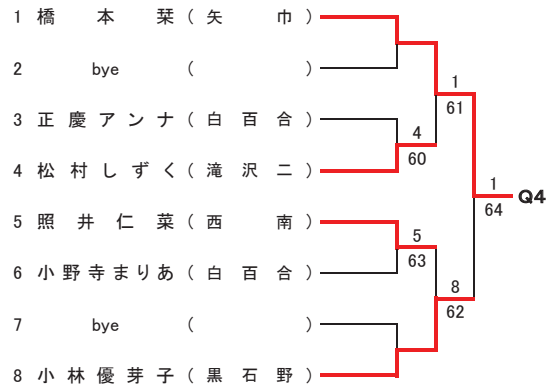 1 橋本栞（矢巾）
2 bye （ ）
3 正慶アンナ（白百合）
4 松村しずく（滝沢二）
5 照井仁菜（西南）
6 小野寺まりあ（白百合）
7 bye （ ）
8 小林優芽子（黒石野）
4
60
5
63
1
61
8
62
1
64
Q4